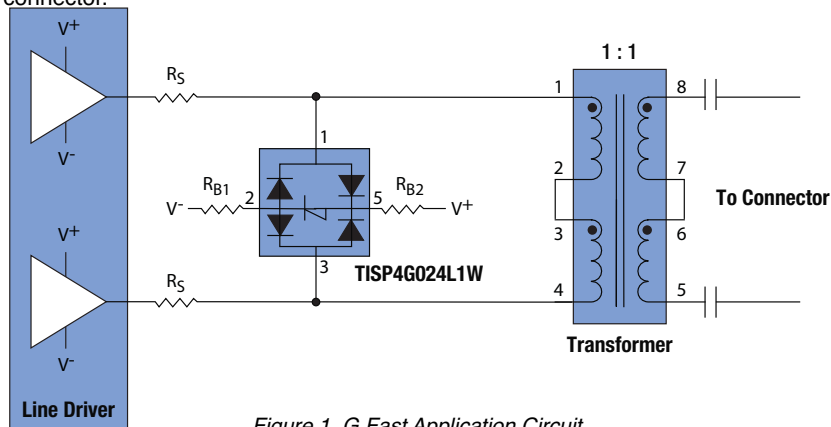 connector.
V+
1 : 1
RS
1
8
V-
1
2
7
RB1
2
5
RB2
V-
V+
To Connector
3
6
V+
3
TISP4G024L1W
RS
4
5
V-
Transformer
Line Driver
Figure 1. G.Fast Application Circuit